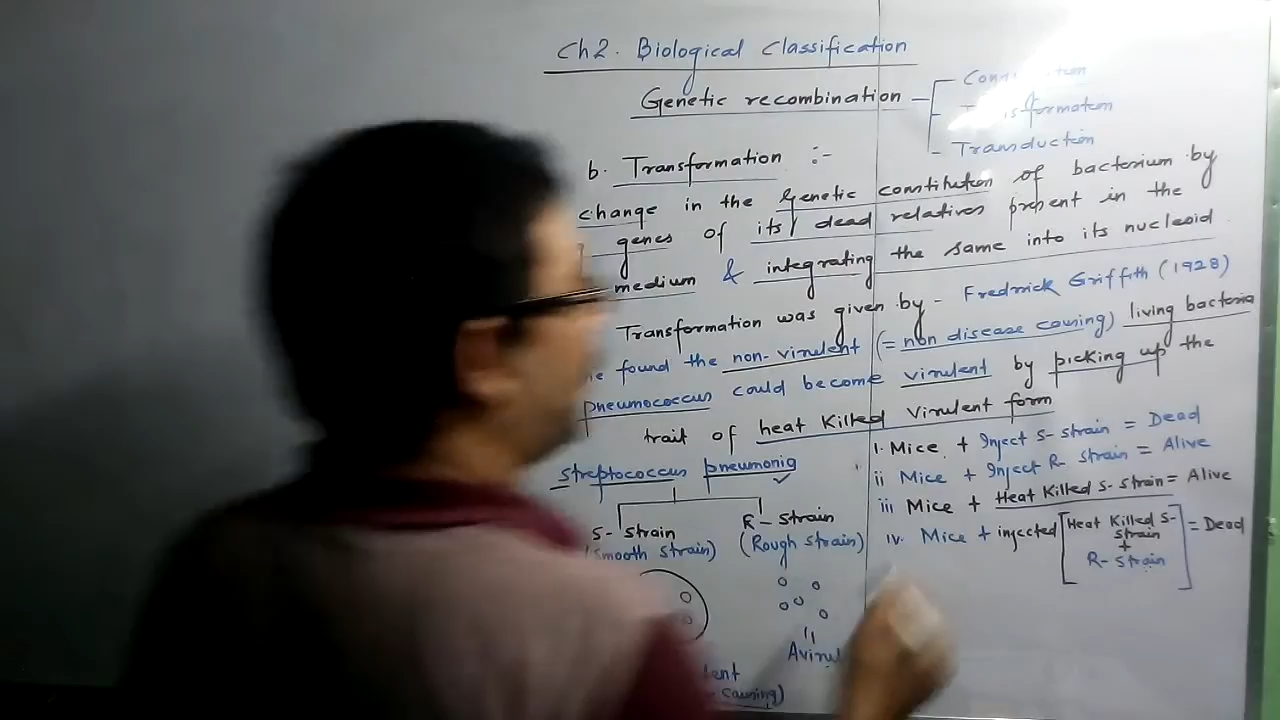 Ch2. Biological Classification
Genetic recombination
Transduction
b. Transformation :-
change in the Genetic constitution of bacterium by
genes of its dead relatives present in the
medium & integrating the same into its nucleoid
Transformation was given by - Fredrick Griffith (1928)
found the non-virulent (= non disease causing) living bacteria
pneumococcus could become virulent by picking up the
trait of heat killed virulent form
streptococcus pneumonia
S-Strain
(Smooth strain)
R-Strain
(Rough strain)
i. Mice + Inject S-strain = Dead
ii Mice + Inject R-strain = Alive
iii Mice + Heat Killed S-strain = Alive
iv. Mice + injected [Heat Killed S-
strain
+
R-strain] = Dead
causing)